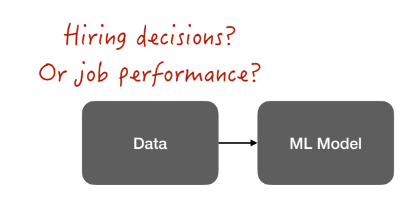 Hiring decisions?
Or job performance?
Data
ML Model